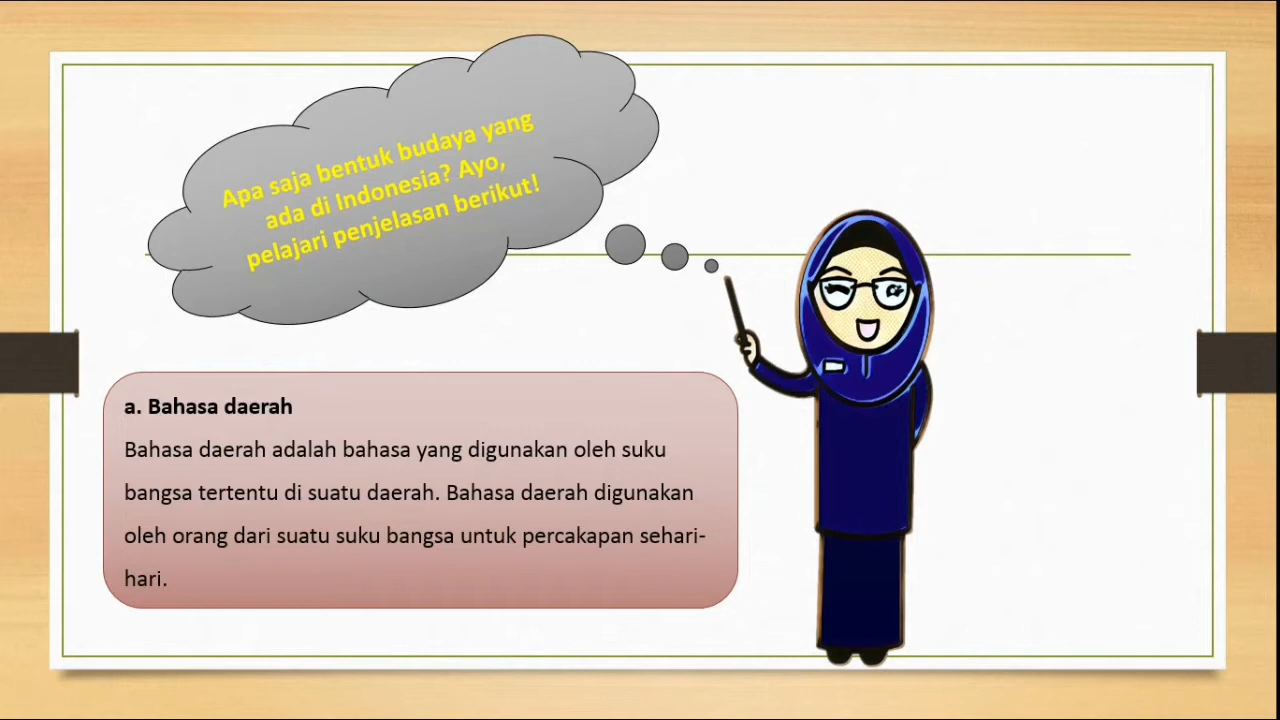 Apa saja bentuk budaya yang
ada di Indonesia? Ayo,
pelajari penjelasan berikut!
a. Bahasa daerah
Bahasa daerah adalah bahasa yang digunakan oleh suku
bangsa tertentu di suatu daerah. Bahasa daerah digunakan
oleh orang dari suatu suku bangsa untuk percakapan sehari-
hari.